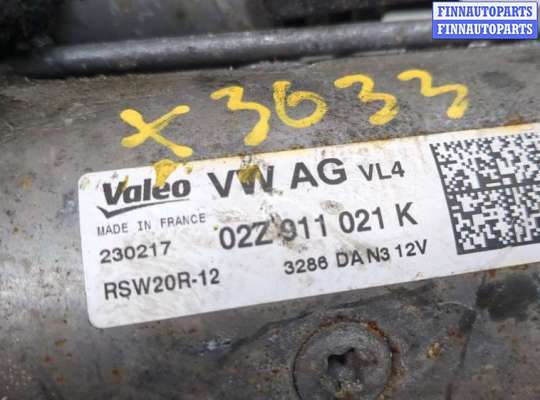 FINNAUTOPARTS
FINNAUTOPARTS
X 3633
Valeo VW AG VL4
MADE IN FRANCE
230217 02Z 911 021 K
RSW20R-12 3286 DA N3 12V